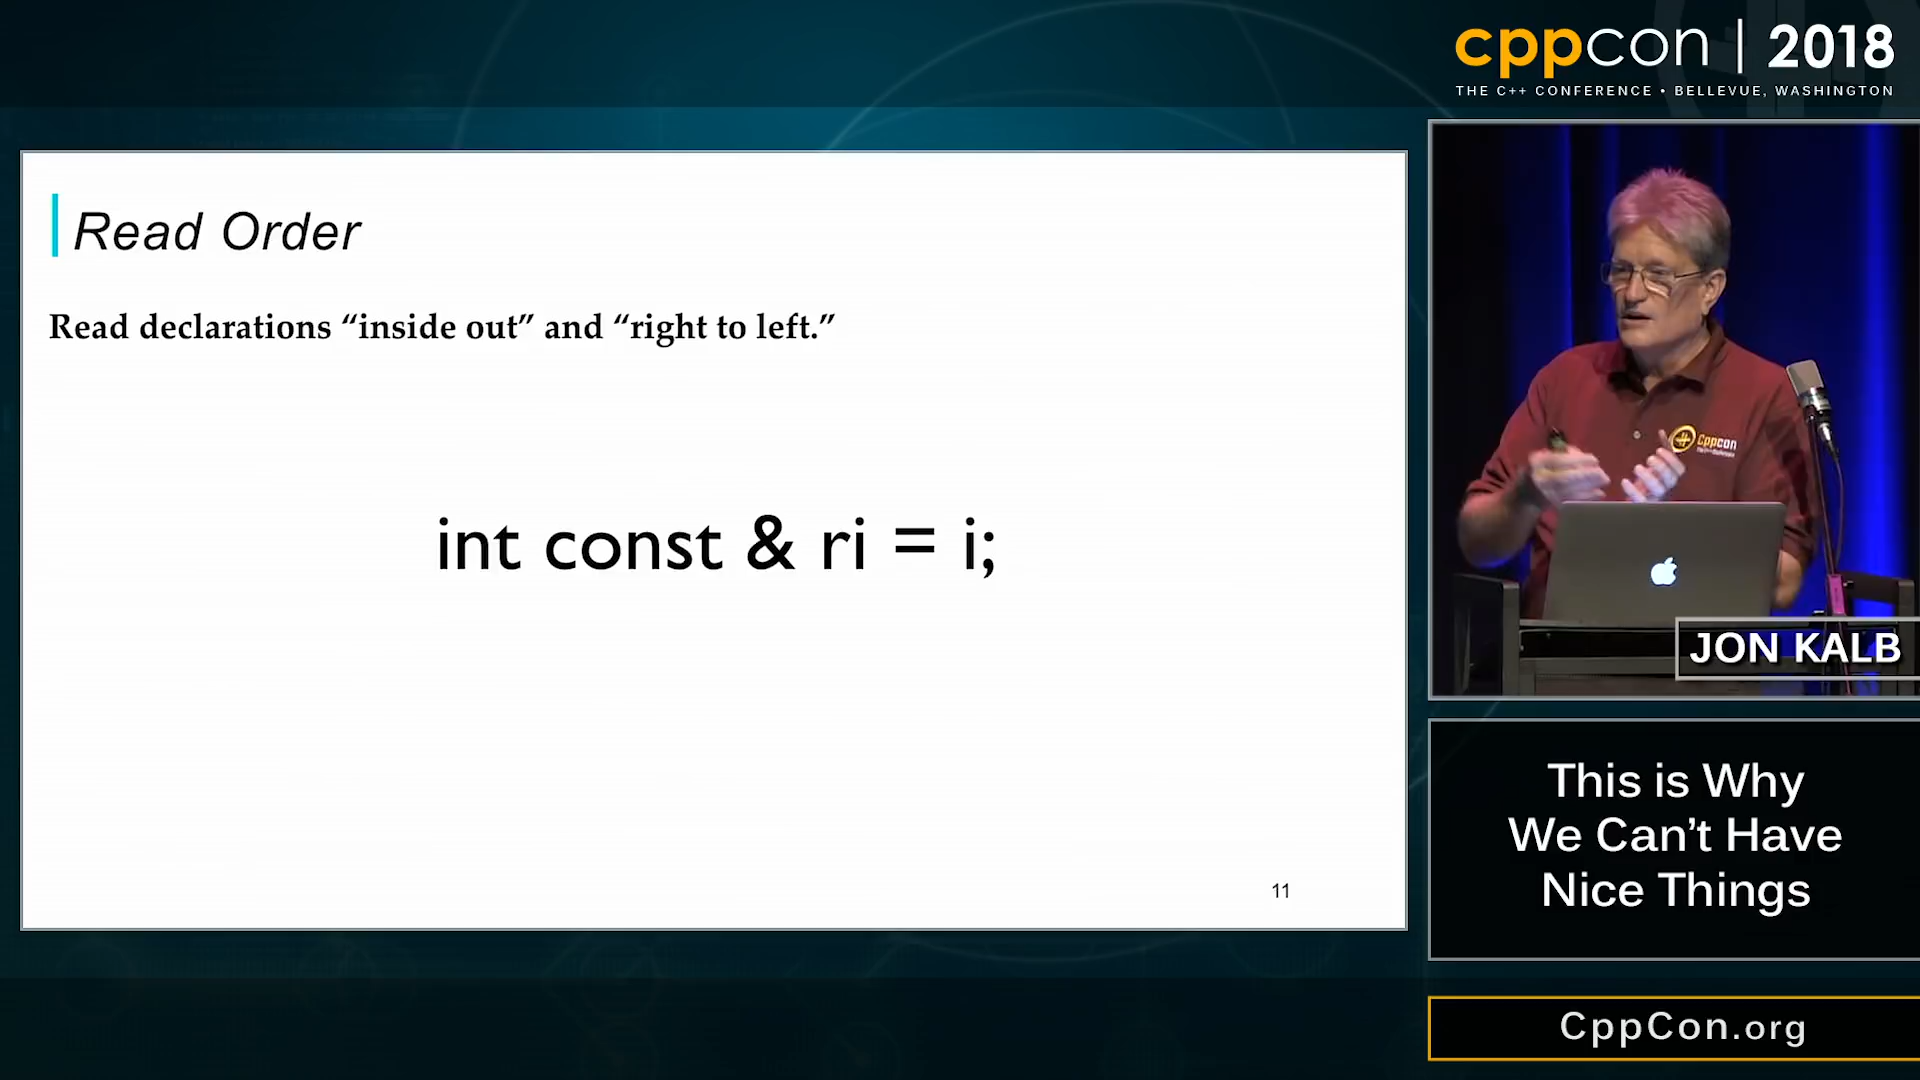 cppcon | 2018
THE C++ CONFERENCE • BELLEVUE, WASHINGTON
Read Order
Read declarations “inside out” and “right to left.”
int const & ri = i;
11
Cppcon
JON KALB
This is Why
We Can’t Have
Nice Things
CppCon.org